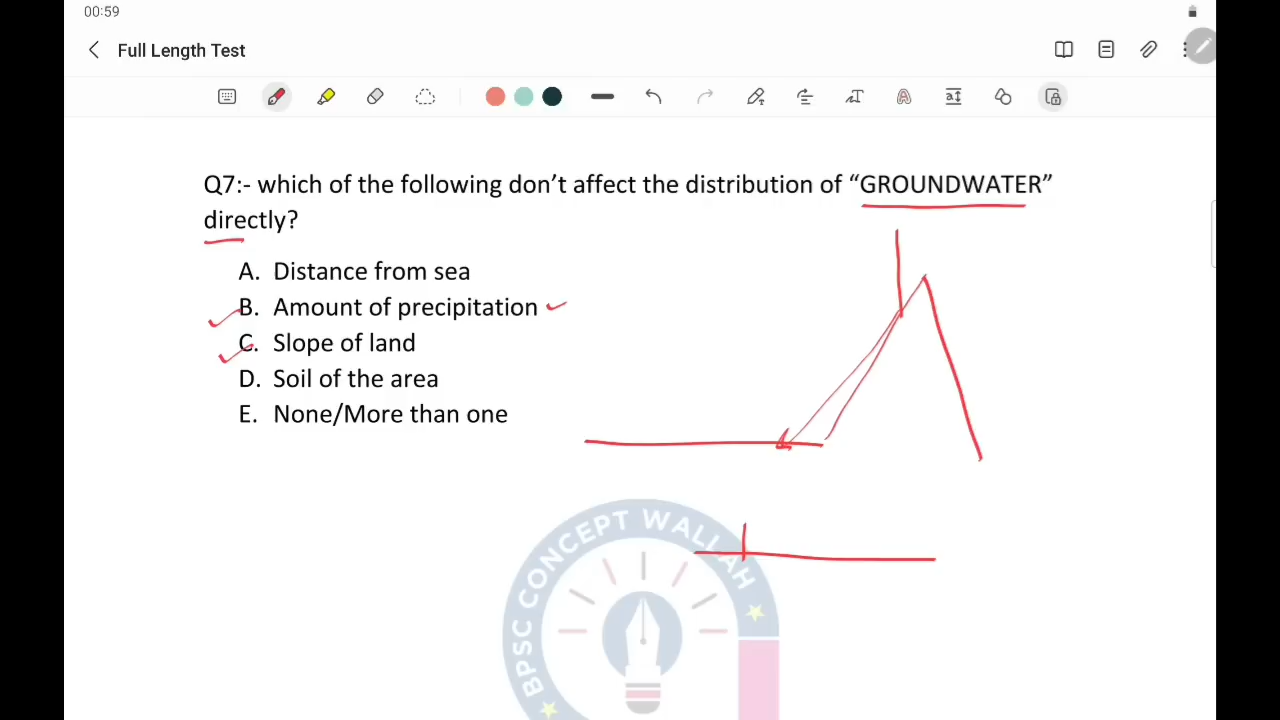 00:59
Full Length Test
Q7:- which of the following don’t affect the distribution of “GROUNDWATER”
directly?
A. Distance from sea
B. Amount of precipitation
C. Slope of land
D. Soil of the area
E. None/More than one
BPSC CONCEPT WALLAH